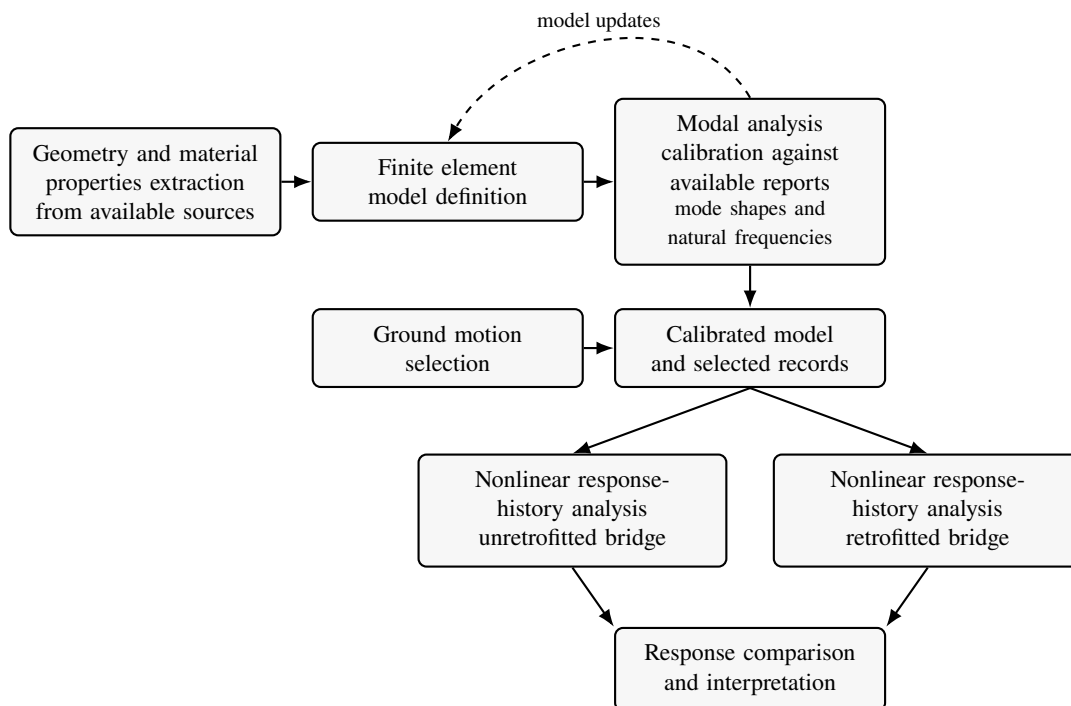 model updates
Geometry and material
properties extraction
from available sources
Finite element
model definition
Modal analysis
calibration against
available reports
mode shapes and
natural frequencies
Ground motion
selection
Calibrated model
and selected records
Nonlinear response-
history analysis
unretrofitted bridge
Nonlinear response-
history analysis
retrofitted bridge
Response comparison
and interpretation